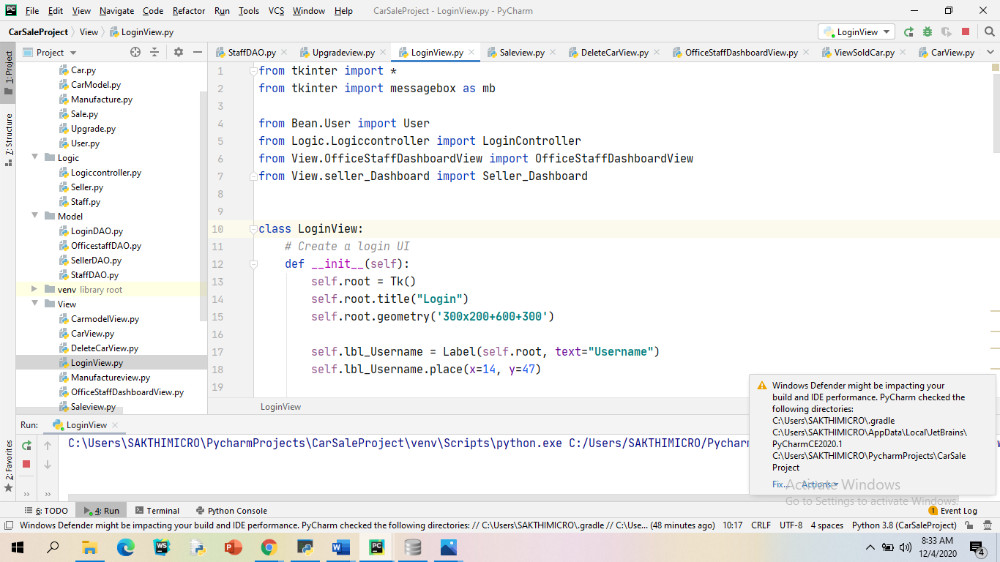 File Edit View Navigate Code Refactor Run Tools VCS Window Help CarSaleProject - LoginView.py - PyCharm
CarSaleProject View LoginView.py LoginView
1: Project
7: Structure
2: Favorites
Project
Car.py
CarModel.py
Manufacture.py
Sale.py
Upgrade.py
User.py
Logic
Logiccontroller.py
Seller.py
Staff.py
Model
LoginDAO.py
OfficestaffDAO.py
SellerDAO.py
StaffDAO.py
venv library root
View
CarmodelView.py
CarView.py
DeleteCarView.py
LoginView.py
Manufactureview.py
OfficeStaffDashboardView.py
Saleview.py
StaffDAO.py Upgradeview.py LoginView.py Saleview.py DeleteCarView.py OfficeStaffDashboardView.py ViewSoldCar.py CarView.py
1 from tkinter import *
2 from tkinter import messagebox as mb
3
4 from Bean.User import User
5 from Logic.Logiccontroller import LoginController
6 from View.OfficeStaffDashboardView import OfficeStaffDashboardView
7 from View.seller_Dashboard import Seller_Dashboard
8
9
10 class LoginView:
11 # Create a login UI
12 def __init__(self):
13 self.root = Tk()
14 self.root.title("Login")
15 self.root.geometry('300x200+600+300')
16
17 self.lbl_Username = Label(self.root, text="Username")
18 self.lbl_Username.place(x=14, y=47)
19
LoginView
Run: LoginView
C:\Users\SAKTHIMICRO\PycharmProjects\CarSaleProject\venv\Scripts\python.exe C:/Users/SAKTHIMICRO/Pycharm
Windows Defender might be impacting your
build and IDE performance. PyCharm checked the
following directories:
C:\Users\SAKTHIMICRO\.gradle
C:\Users\SAKTHIMICRO\AppData\Local\JetBrains\
PyCharmCE2020.1
C:\Users\SAKTHIMICRO\PycharmProjects\CarSale
Project
Fix... Actions
Activate Windows
Go to Settings to activate Windows.
6: TODO 4: Run Terminal Python Console 1 Event Log
Windows Defender might be impacting your build and IDE performance. PyCharm checked the following directories: // C:\Users\SAKTHIMICRO\.gradle // C:\Use... (48 minutes ago) 10:17 CRLF UTF-8 4 spaces Python 3.8 (CarSaleProject)
8:33 AM
12/4/2020
4